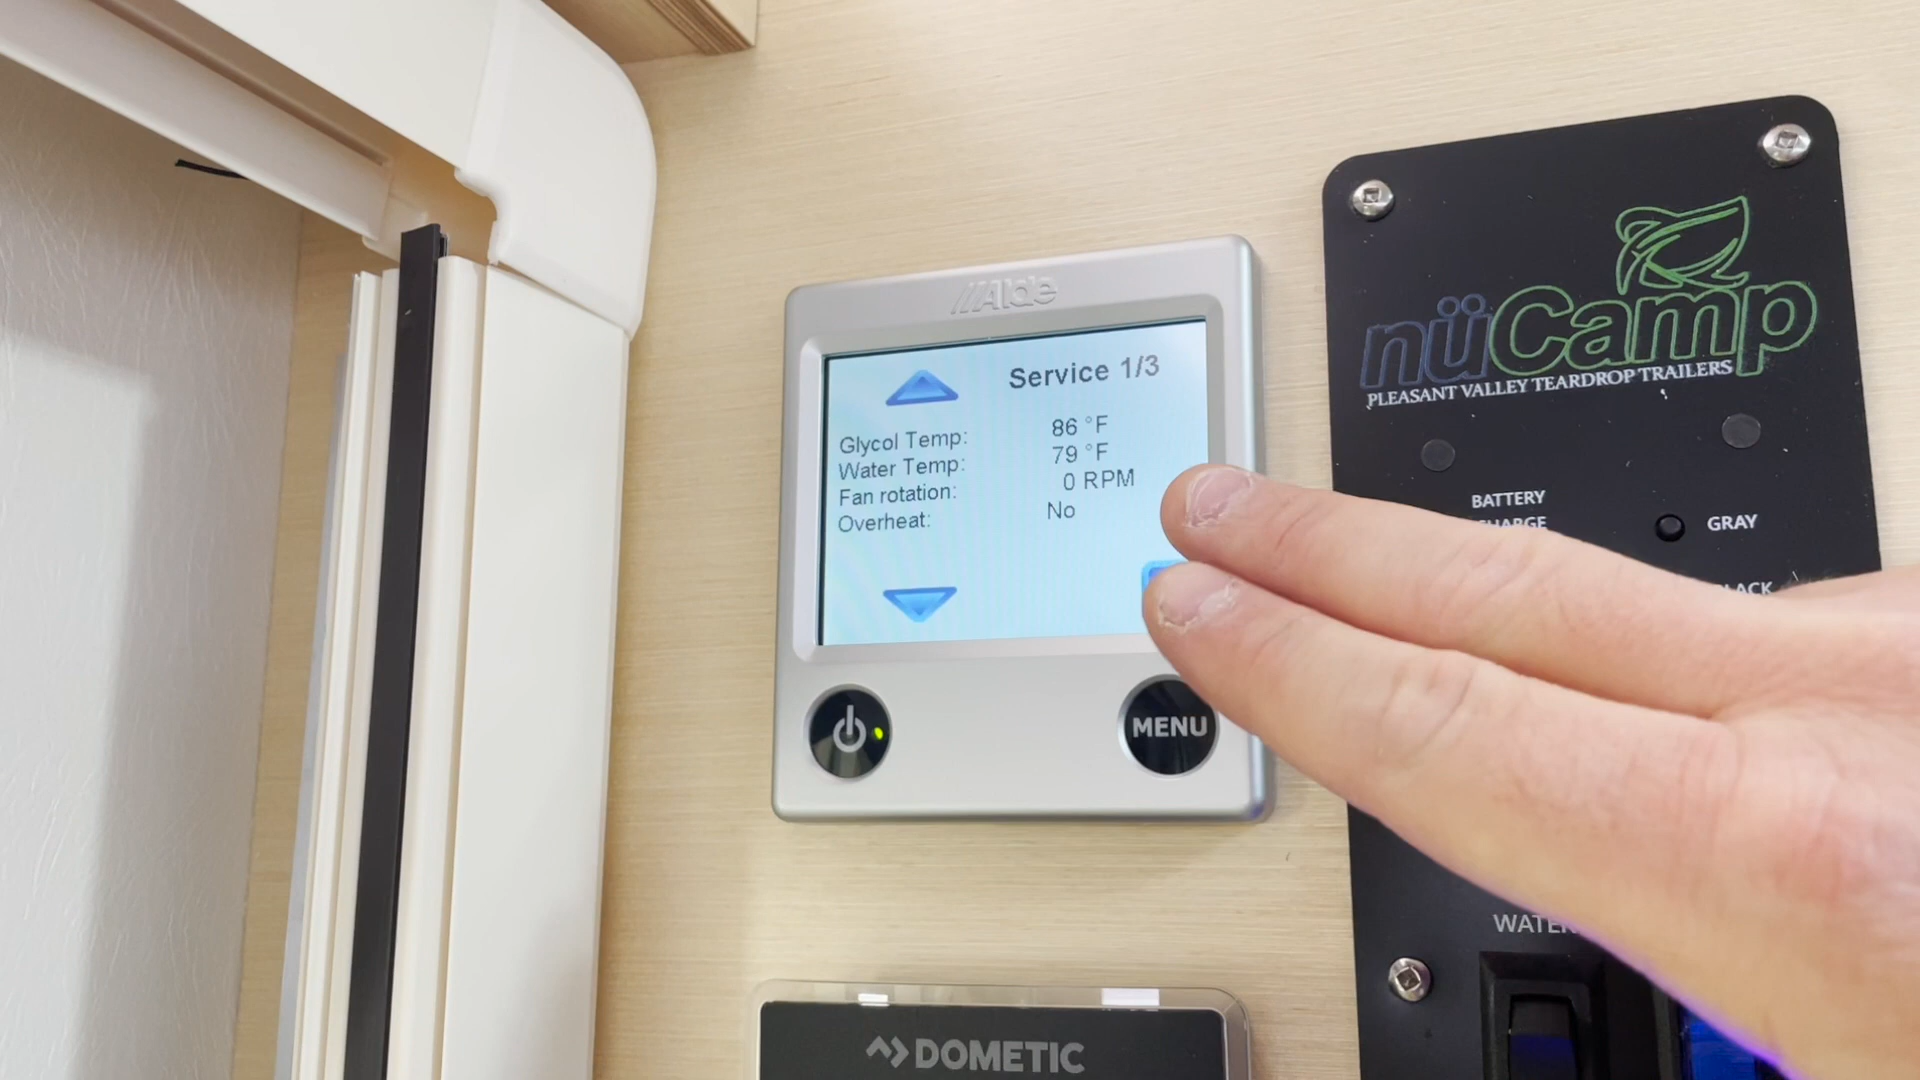 Alde
Service 1/3
Glycol Temp: 86 °F
Water Temp: 79 °F
Fan rotation: 0 RPM
Overheat: No
MENU
nüCamp
PLEASANT VALLEY TEARDROP TRAILERS
BATTERY
GRAY
DOMETIC